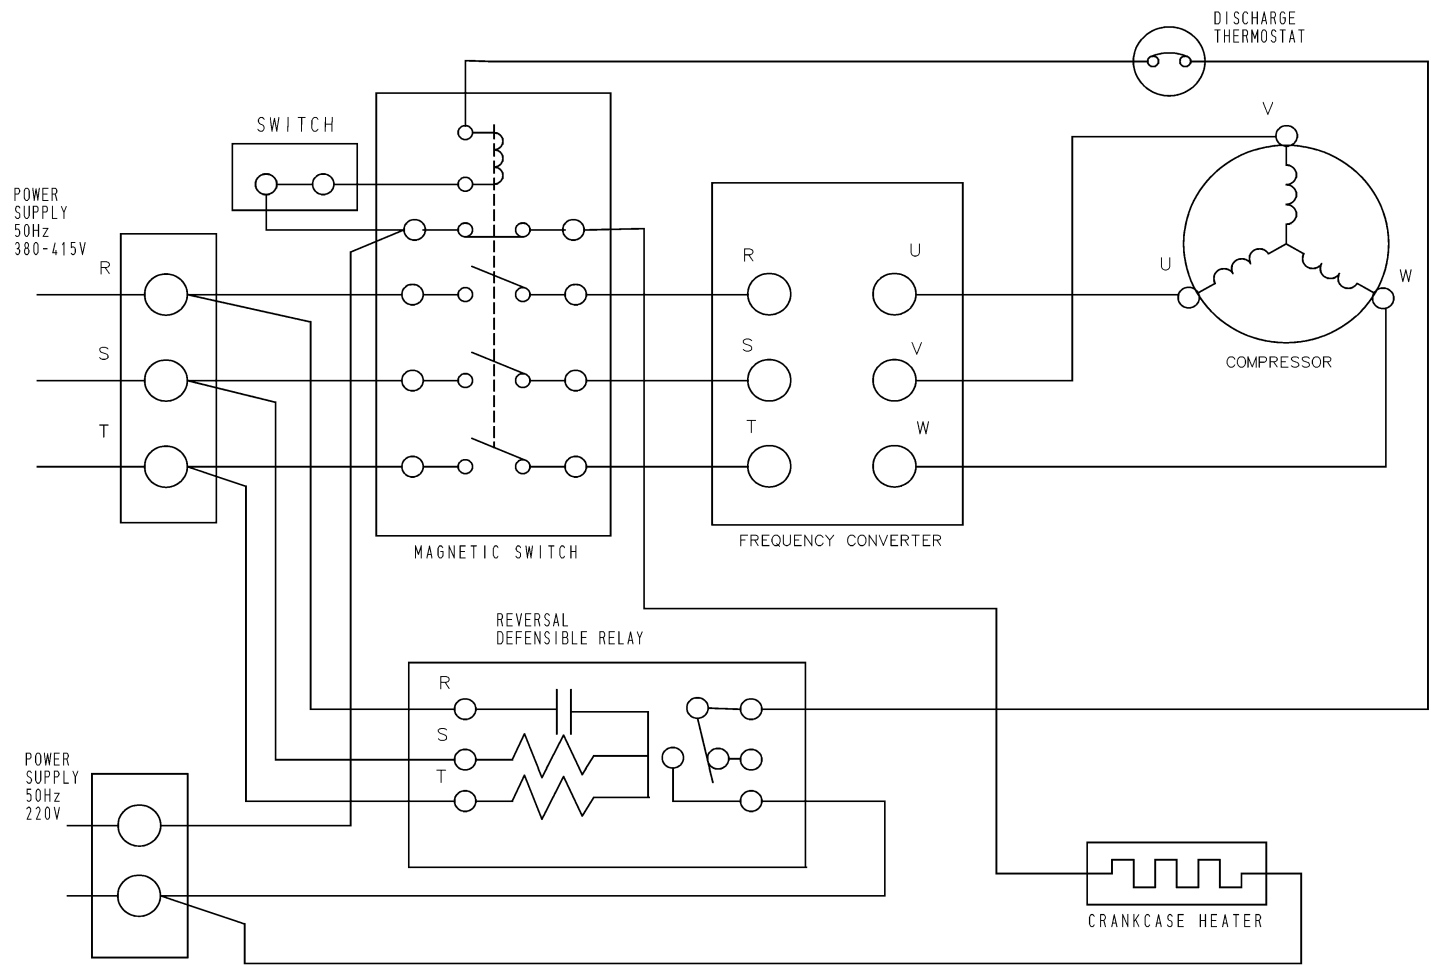 DISCHARGE
THERMOSTAT
V
SWITCH
POWER
SUPPLY
50Hz
380-415V
R
R
U
U
W
S
S
V
COMPRESSOR
T
T
W
FREQUENCY CONVERTER
MAGNETIC SWITCH
REVERSAL
DEFENSIBLE RELAY
R
S
T
POWER
SUPPLY
50Hz
220V
CRANKCASE HEATER